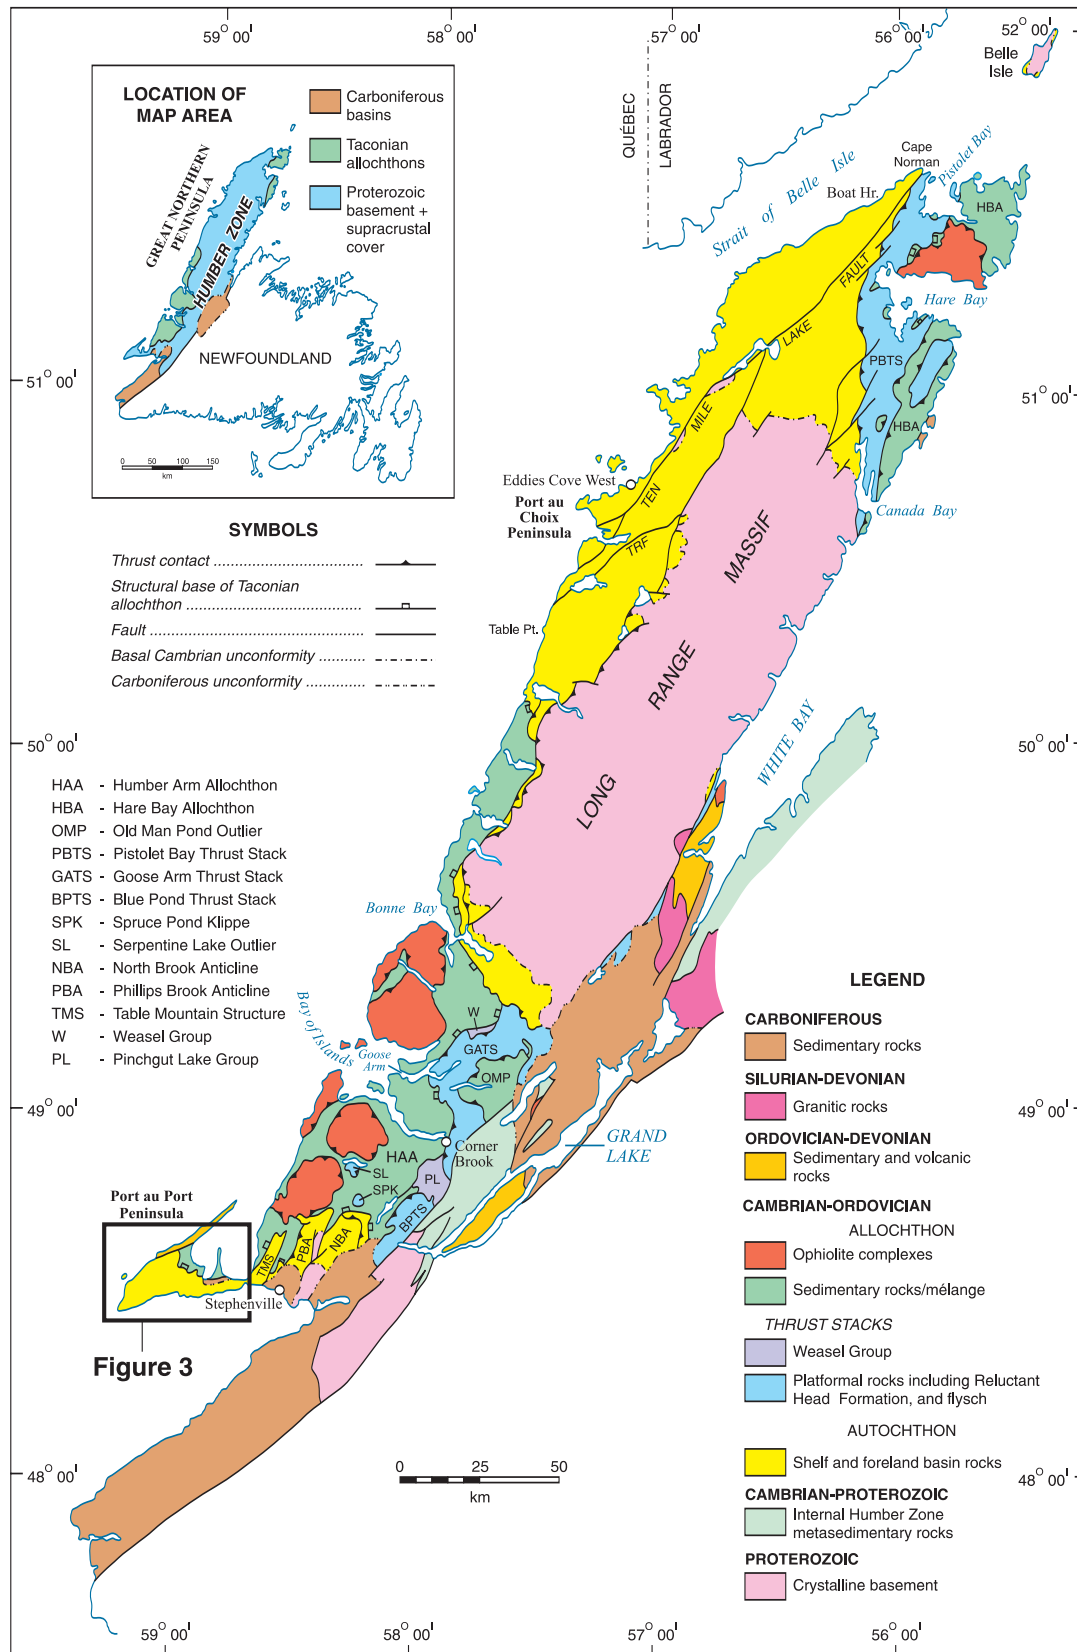 59° 00'
58° 00'
57° 00'
56° 00'
52° 00'
Belle
Isle
LOCATION OF
MAP AREA
Carboniferous
basins
Taconian
allochthons
Proterozoic
basement +
supracrustal
cover
GREAT NORTHERN
PENINSULA
HUMBER ZONE
NEWFOUNDLAND
0 50 100 150
km
QUÉBEC
LABRADOR
Strait of Belle Isle
Cape
Norman
Pistolet Bay
Boat Hr.
HBA
FAULT
LAKE
Hare Bay
PBTS
51° 00'
51° 00'
MILE
HBA
Eddies Cove West
TEN
Port au
Choix
Peninsula
TRF
Canada Bay
MASSIF
SYMBOLS
Thrust contact
Structural base of Taconian
allochthon
Fault
Basal Cambrian unconformity
Carboniferous unconformity
Table Pt.
RANGE
WHITE BAY
50° 00'
50° 00'
LONG
HAA - Humber Arm Allochthon
HBA - Hare Bay Allochthon
OMP - Old Man Pond Outlier
PBTS - Pistolet Bay Thrust Stack
GATS - Goose Arm Thrust Stack
BPTS - Blue Pond Thrust Stack
SPK - Spruce Pond Klippe
SL - Serpentine Lake Outlier
NBA - North Brook Anticline
PBA - Phillips Brook Anticline
TMS - Table Mountain Structure
W - Weasel Group
PL - Pinchgut Lake Group
Bonne Bay
Bay of Islands
W
Goose
Arm
GATS
OMP
49° 00'
49° 00'
Corner
Brook
GRAND
LAKE
HAA
SL
PL
SPK
BPTS
Port au Port
Peninsula
TMS
PBA
NBA
Stephenville
Figure 3
0 25 50
km
48° 00'
48° 00'
LEGEND
CARBONIFEROUS
Sedimentary rocks
SILURIAN-DEVONIAN
Granitic rocks
ORDOVICIAN-DEVONIAN
Sedimentary and volcanic
rocks
CAMBRIAN-ORDOVICIAN
ALLOCHTHON
Ophiolite complexes
Sedimentary rocks/mélange
THRUST STACKS
Weasel Group
Platformal rocks including Reluctant
Head Formation, and flysch
AUTOCHTHON
Shelf and foreland basin rocks
CAMBRIAN-PROTEROZOIC
Internal Humber Zone
metasedimentary rocks
PROTEROZOIC
Crystalline basement
59° 00'
58° 00'
57° 00'
56° 00'